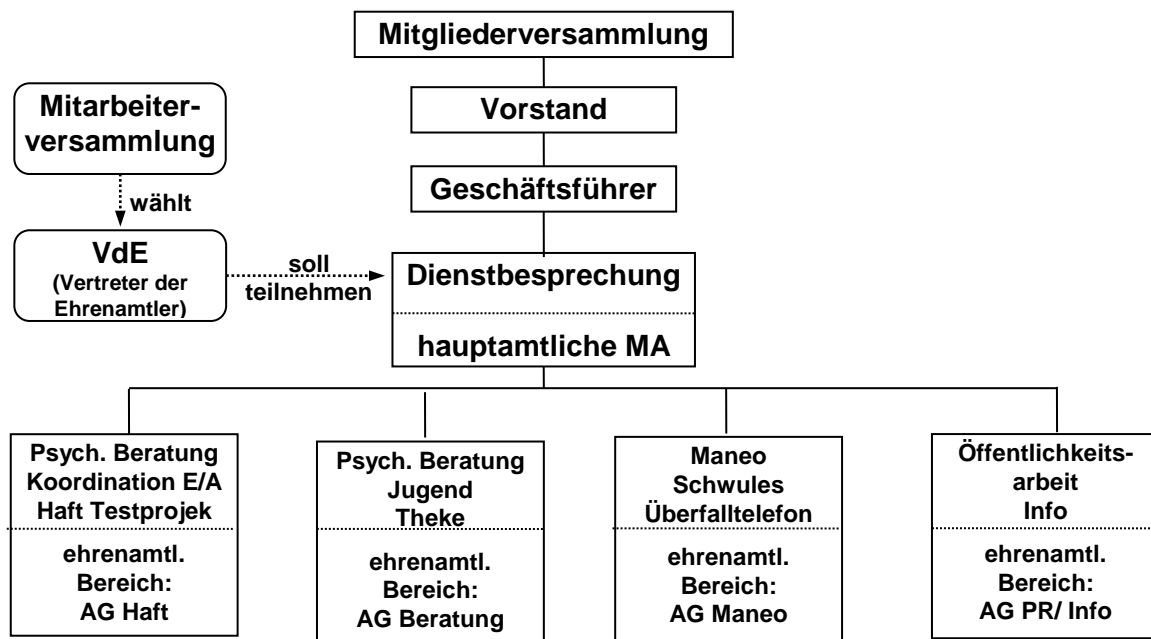 Mitgliederversammlung
Mitarbeiter-
versammlung
Vorstand
wählt
Geschäftsführer
VdE
(Vertreter der
Ehrenamtler)
soll
teilnehmen
Dienstbesprechung
hauptamtliche MA
Psych. Beratung
Koordination E/A
Haft Testprojek
ehrenamtl.
Bereich:
AG Haft
Psych. Beratung
Jugend
Theke
ehrenamtl.
Bereich:
AG Beratung
Maneo
Schwules
Überfalltelefon
ehrenamtl.
Bereich:
AG Maneo
Öffentlichkeits-
arbeit
Info
ehrenamtl.
Bereich:
AG PR/ Info